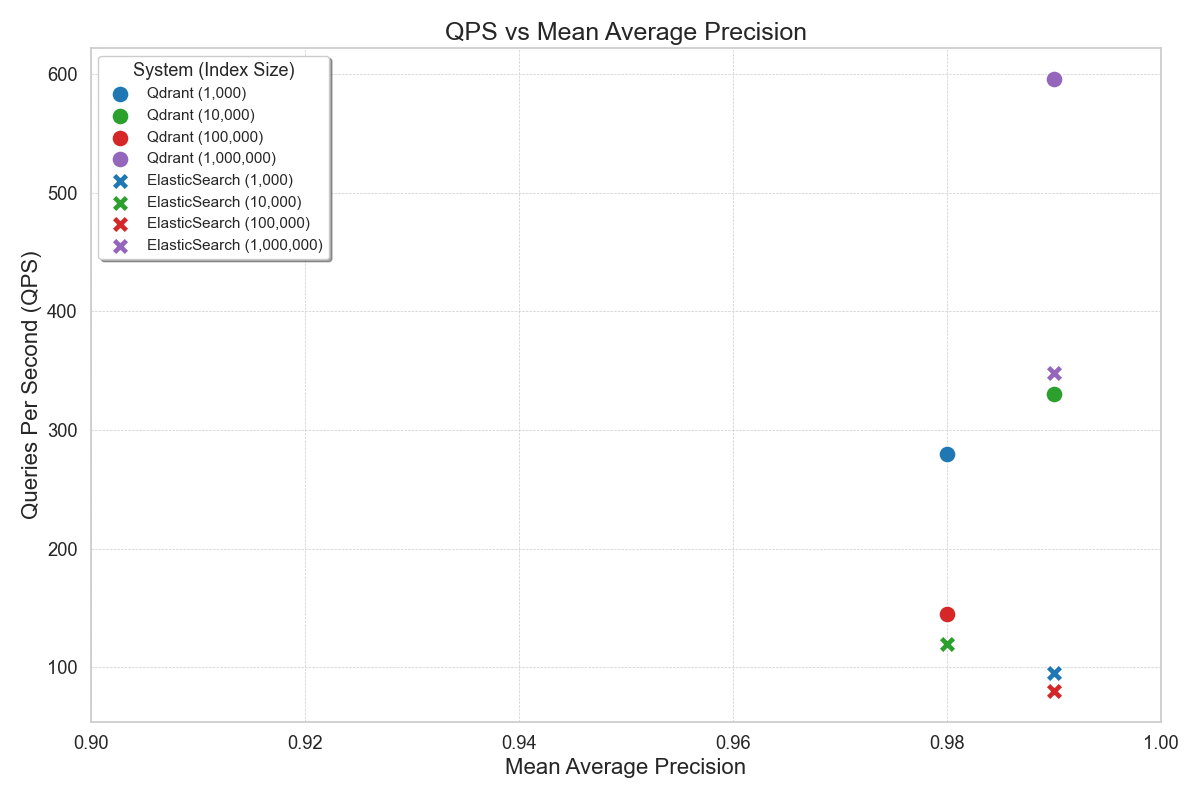 QPS vs Mean Average Precision
System (Index Size)
Qdrant (1,000)
Qdrant (10,000)
Qdrant (100,000)
Qdrant (1,000,000)
ElasticSearch (1,000)
ElasticSearch (10,000)
ElasticSearch (100,000)
ElasticSearch (1,000,000)
Queries Per Second (QPS)
600
500
400
300
200
100
0.90 0.92 0.94 0.96 0.98 1.00
Mean Average Precision